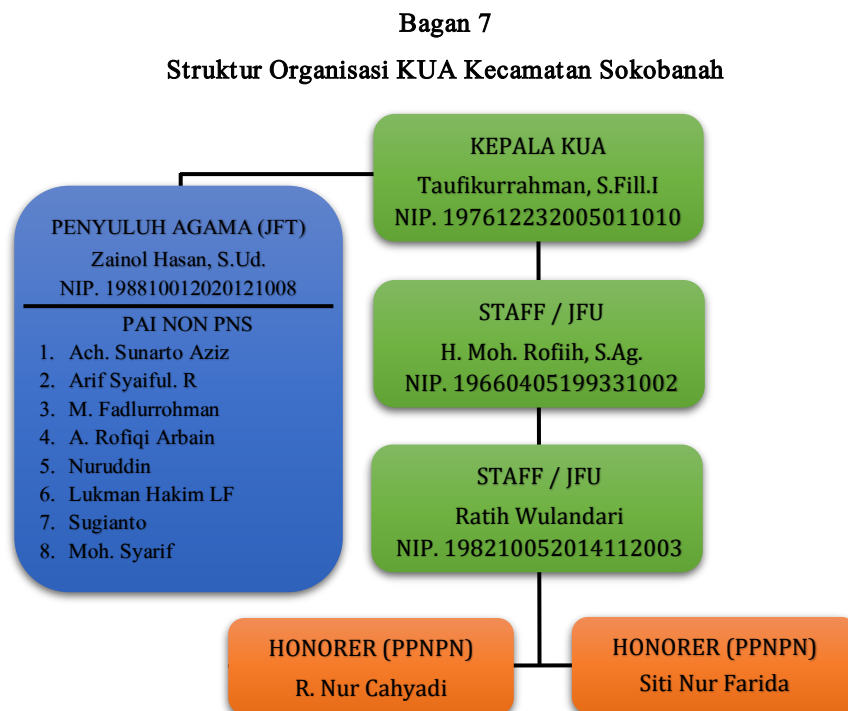 Bagan 7
Struktur Organisasi KUA Kecamatan Sokobanah
KEPALA KUA
Taufikurrahman, S.Fill.I
NIP. 197612232005011010
PENYULUH AGAMA (JFT)
Zainol Hasan, S.Ud.
NIP. 198810012020121008
PAI NON PNS
1. Ach. Sunarto Aziz
2. Arif Syaiful. R
3. M. Fadlurrohman
4. A. Rofiqi Arbain
5. Nuruddin
6. Lukman Hakim LF
7. Sugianto
8. Moh. Syarif
STAFF / JFU
H. Moh. Rofiih, S.Ag.
NIP. 19660405199331002
STAFF / JFU
Ratih Wulandari
NIP. 198210052014112003
HONORER (PPNPN)
R. Nur Cahyadi
HONORER (PPNPN)
Siti Nur Farida